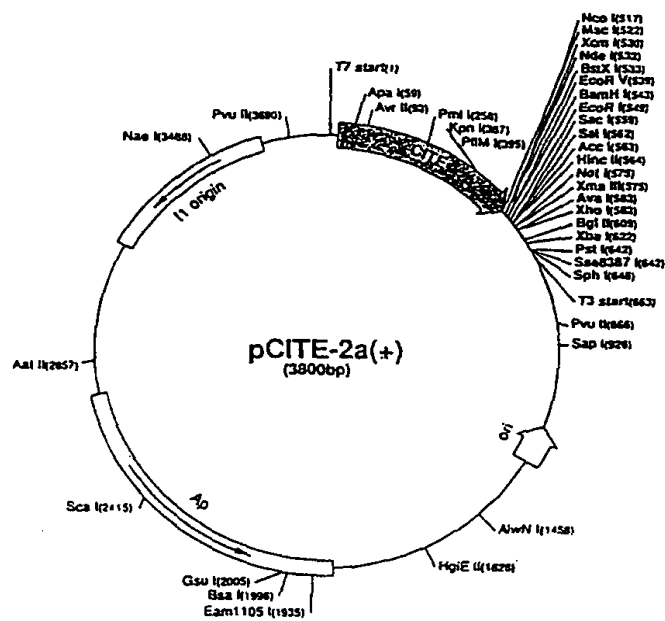 Nco I(517)
Msc I(522)
Xcm I(530)
Nde I(532)
BstX I(533)
EcoR V(539)
BamH I(543)
EcoR I(549)
Sac I(559)
Sal I(562)
Acc I(563)
Hinc II(564)
Not I(575)
Xma III(575)
Ava I(583)
Xho I(583)
Bgl II(609)
Xba I(622)
Pst I(642)
Sse8387 I(642)
Sph I(648)
T3 start(663)
Pvu II(866)
Sap I(926)
T7 start(1)
Apa I(59)
Avr II(93)
Pml I(256)
Kpn I(387)
PflM I(395)
CITE
Pvu II(3680)
Nae I(3488)
f1 origin
pCITE-2a(+)
(3800bp)
Aat II(2857)
ori
Sca I(2415)
Ap
AlwN I(1458)
HgiE II(1626)
Gsu I(2005)
Bsa I(1996)
Eam1105 I(1935)